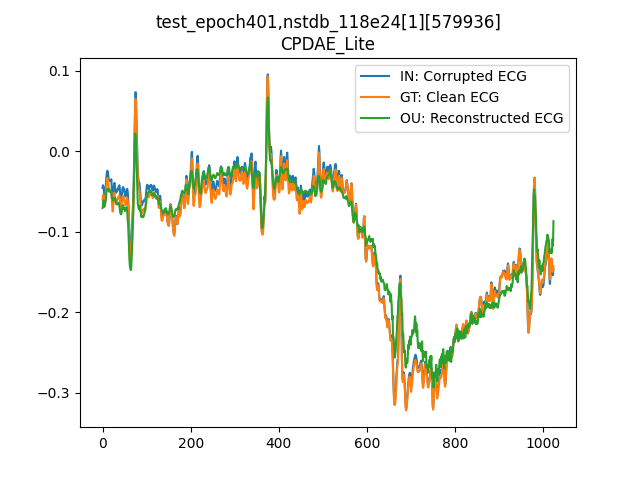 test_epoch401,nstdb_118e24[1][579936]
CPDAE_Lite
IN: Corrupted ECG
GT: Clean ECG
OU: Reconstructed ECG
0.1
0.0
−0.1
−0.2
−0.3
0 200 400 600 800 1000